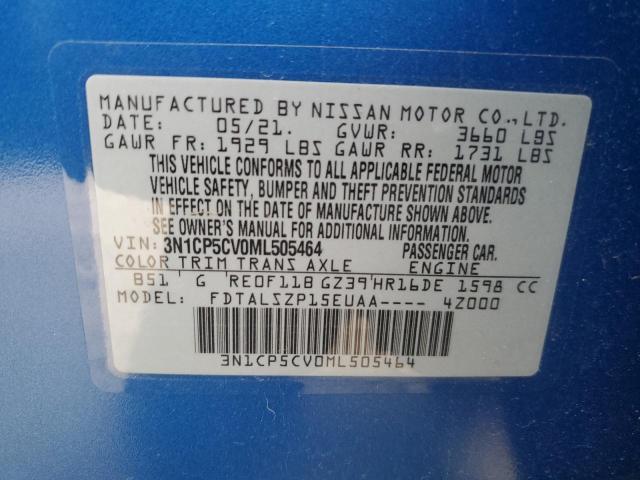 MANUFACTURED BY NISSAN MOTOR CO.,LTD.
DATE: 05/21. GVWR: 3660 LBS
GAWR FR: 1929 LBS GAWR RR: 1731 LBS
THIS VEHICLE CONFORMS TO ALL APPLICABLE FEDERAL MOTOR
VEHICLE SAFETY, BUMPER AND THEFT PREVENTION STANDARDS
IN EFFECT ON THE DATE OF MANUFACTURE SHOWN ABOVE.
SEE OWNER'S MANUAL FOR ADDITIONAL INFORMATION.
VIN: 3N1CP5CV0ML505464 PASSENGER CAR.
COLOR TRIM TRANS AXLE ENGINE
B51 G RE0F11B GZ39 HR16DE 1598 CC
MODEL: FDTALSZP15EUAA---- 4Z000
3N1CP5CV0ML505464